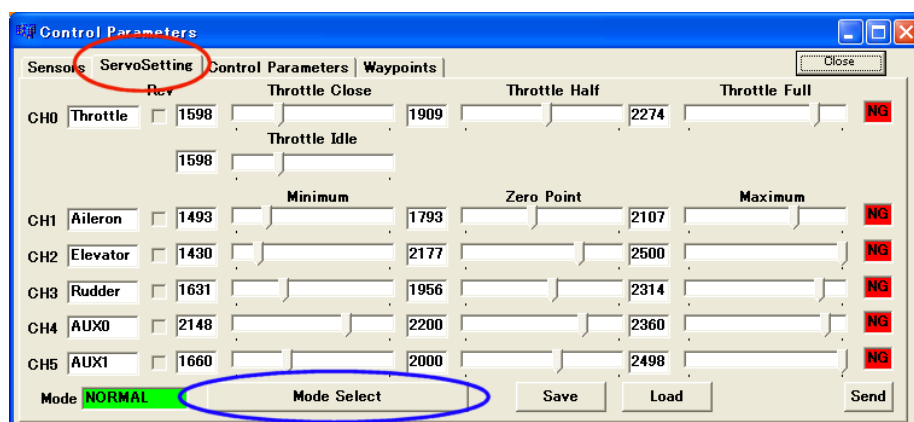 Control Parameters
Sensors ServoSetting Control Parameters Waypoints Close
Rev Throttle Close Throttle Half Throttle Full
CH0 Throttle 1598 1909 2274 NG
Throttle Idle
1598
Minimum Zero Point Maximum
CH1 Aileron 1493 1793 2107 NG
CH2 Elevator 1430 2177 2500 NG
CH3 Rudder 1631 1956 2314 NG
CH4 AUX0 2148 2200 2360 NG
CH5 AUX1 1660 2000 2498 NG
Mode NORMAL Mode Select Save Load Send